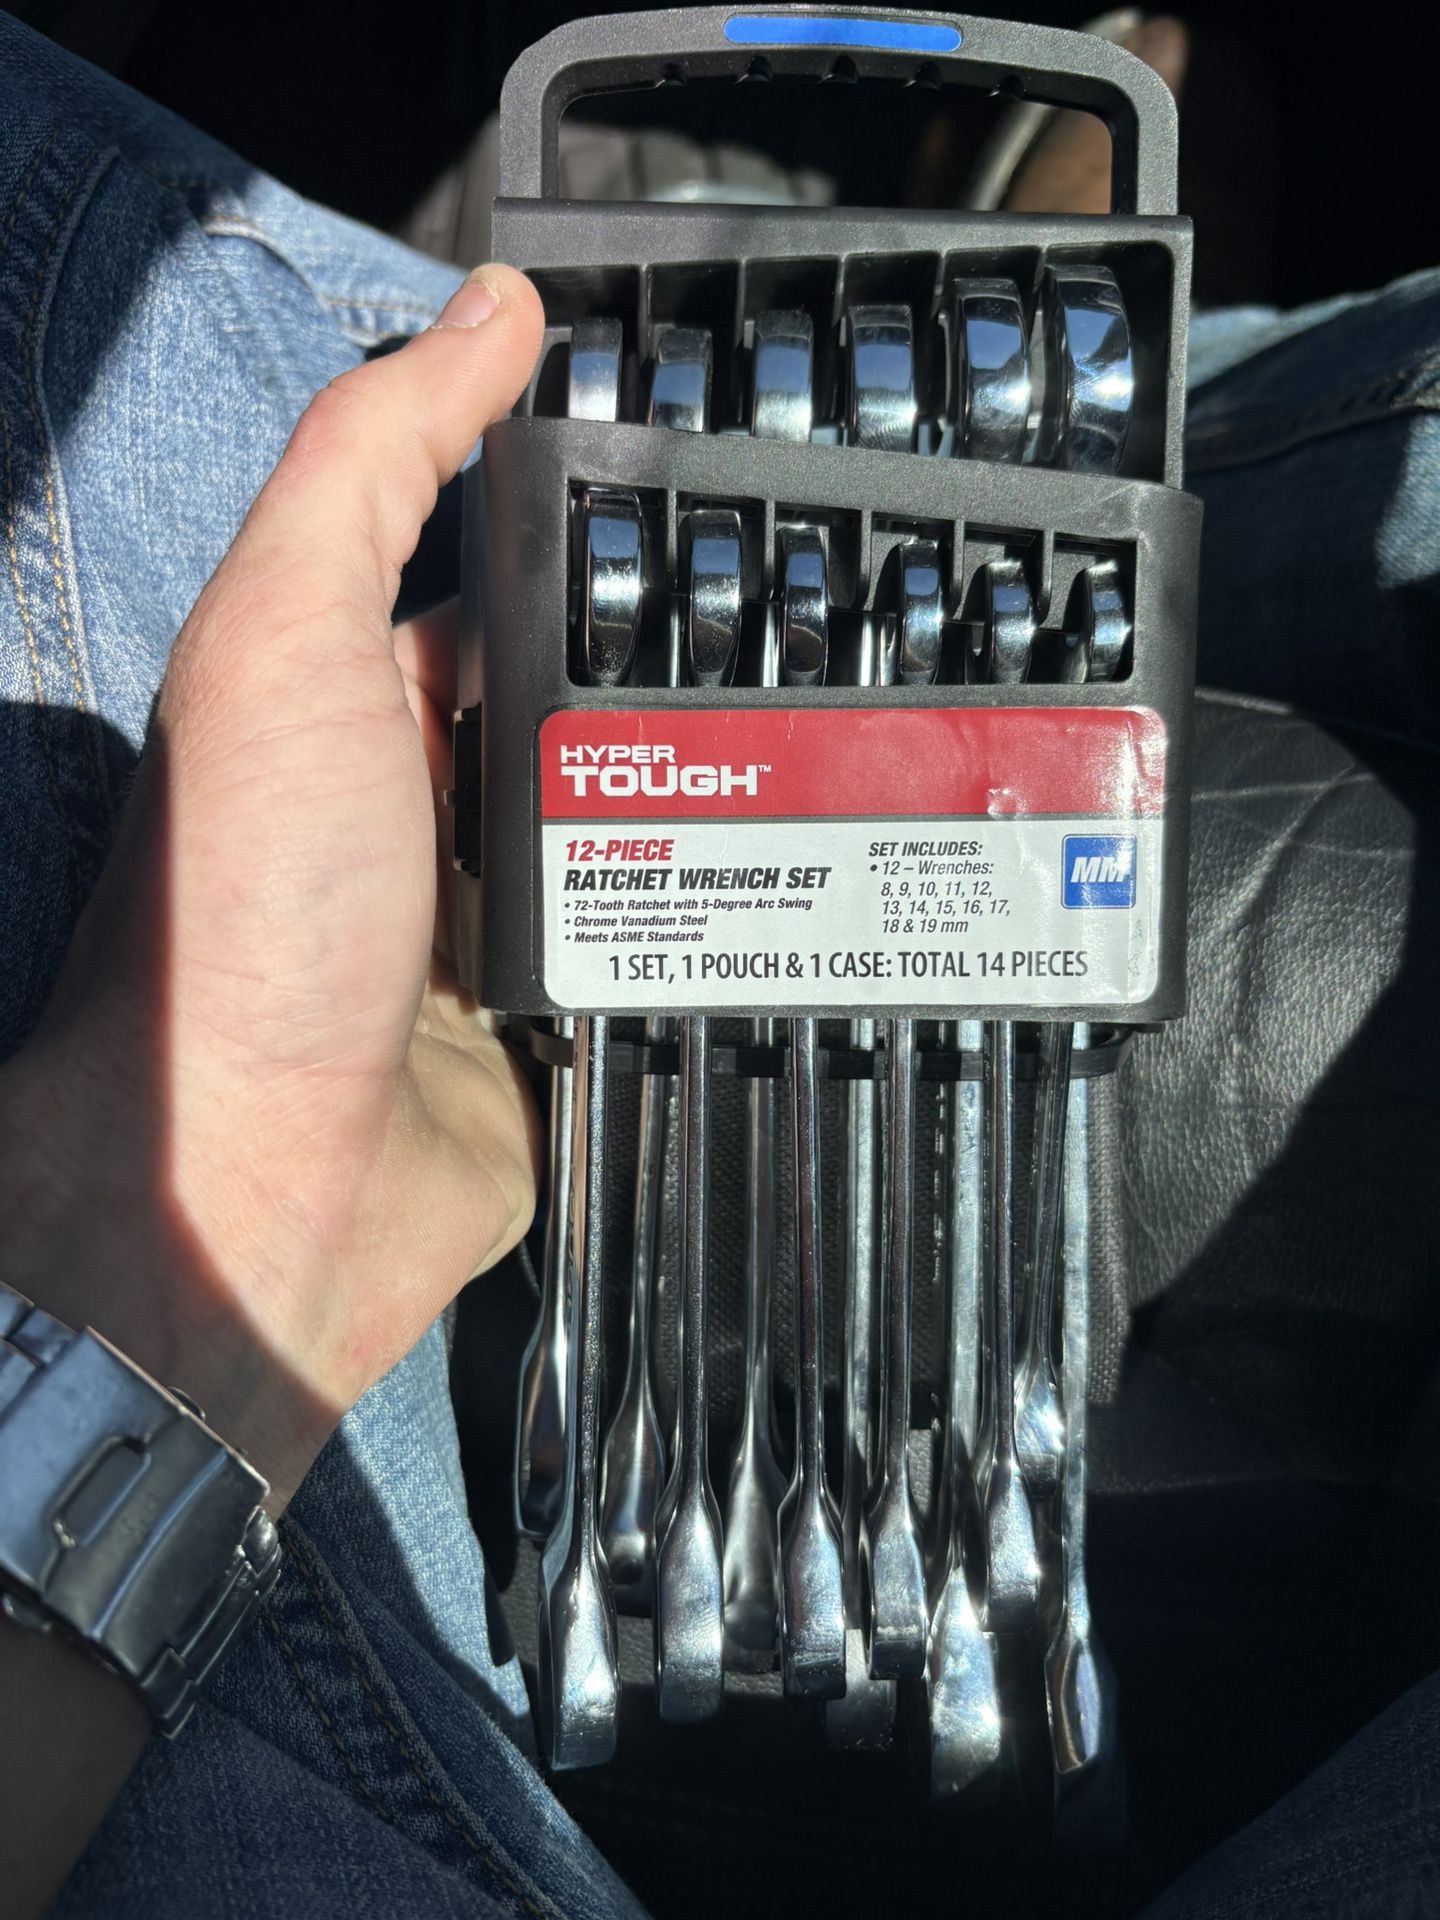 HYPER
TOUGH™
12-PIECE
RATCHET WRENCH SET
• 72-Tooth Ratchet with 5-Degree Arc Swing
• Chrome Vanadium Steel
• Meets ASME Standards
SET INCLUDES:
• 12 – Wrenches:
8, 9, 10, 11, 12,
13, 14, 15, 16, 17,
18 & 19 mm
MM
1 SET, 1 POUCH & 1 CASE: TOTAL 14 PIECES